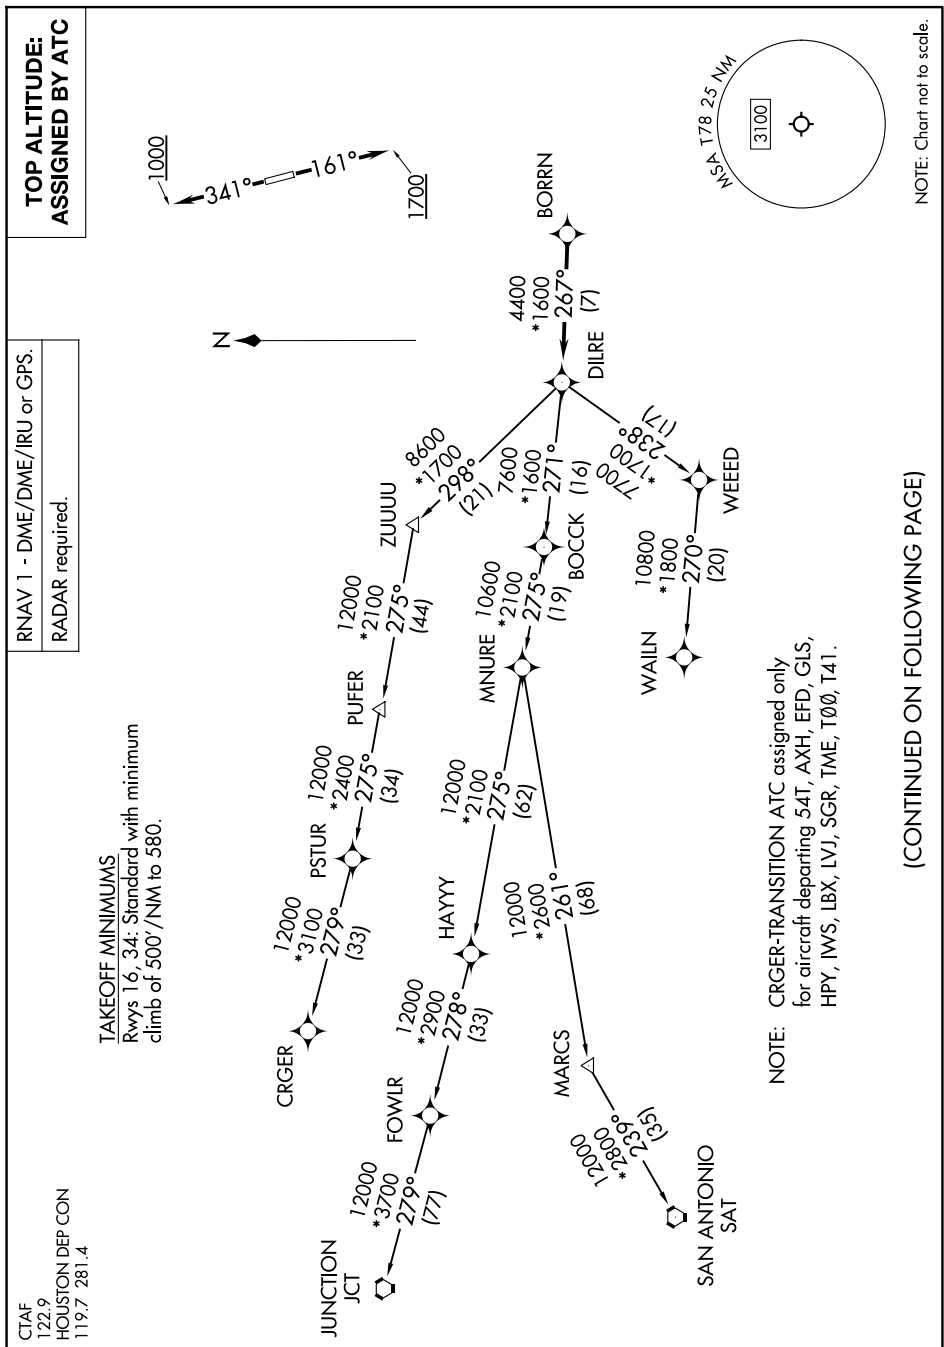 CTAF
122.9
HOUSTON DEP CON
119.7 281.4
RNAV 1 - DME/DME/IRU or GPS.
RADAR required.
TOP ALTITUDE:
ASSIGNED BY ATC
TAKEOFF MINIMUMS
Rwys 16, 34: Standard with minimum
climb of 500'/NM to 580.
1000
341°
161°
1700
N
CRGER
12000
*3100
279°
(33)
PSTUR
12000
*2400
275°
(34)
PUFER
12000
*2100
275°
(44)
ZUUUU
8600
*1700
298°
(21)
JUNCTION
JCT
12000
*3700
279°
(77)
FOWLR
12000
*2900
278°
(33)
HAYYY
12000
*2100
275°
(62)
MNURE
10600
*2100
275°
(19)
BOCCK
7600
*1600
271°
(16)
DILRE
4400
*1600
267°
(7)
BORRN
SAN ANTONIO
SAT
12000
*2800
239°
(35)
MARCS
12000
*2600
261°
(68)
WAILN
10800
*1800
270°
(20)
WEEED
7700
*1700
238°
(17)
MSA T78 25 NM
3100
NOTE: CRGER-TRANSITION ATC assigned only
for aircraft departing 54T, AXH, EFD, GLS,
HPY, IWS, LBX, LVJ, SGR, TME, TØØ, T41.
NOTE: Chart not to scale.
(CONTINUED ON FOLLOWING PAGE)